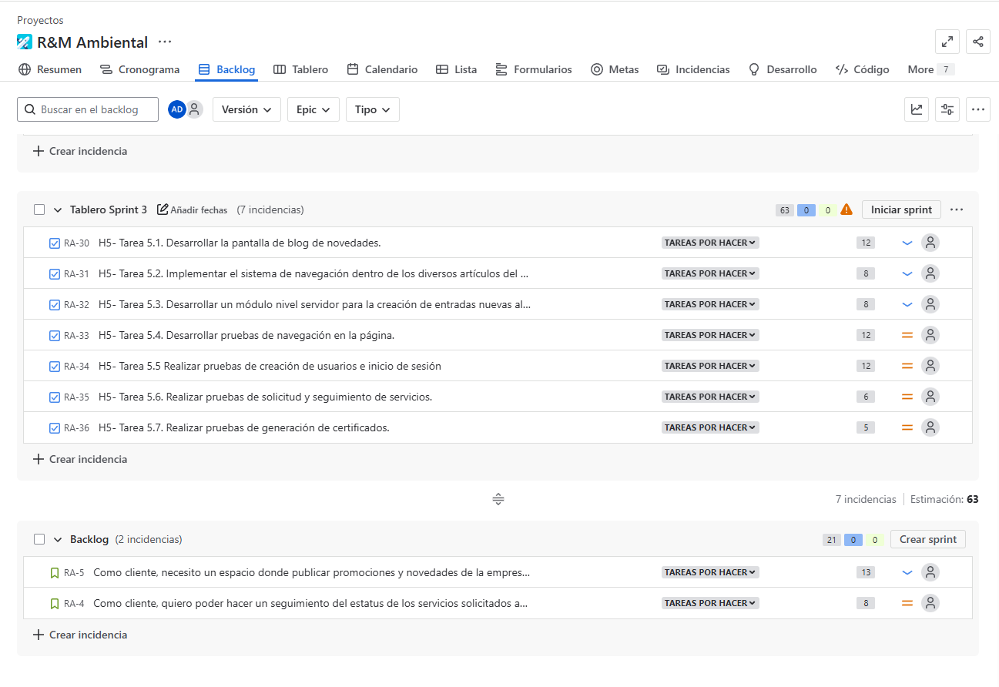 Proyectos
R&M Ambiental ...
Resumen Cronograma Backlog Tablero Calendario Lista Formularios Metas Incidencias Desarrollo Código More 7
Buscar en el backlog AD Versión Epic Tipo
Crear incidencia
Tablero Sprint 3 Añadir fechas (7 incidencias) 63 0 0 Iniciar sprint ...
RA-30 H5- Tarea 5.1. Desarrollar la pantalla de blog de novedades. TAREAS POR HACER 12
RA-31 H5- Tarea 5.2. Implementar el sistema de navegación dentro de los diversos artículos del ... TAREAS POR HACER 8
RA-32 H5- Tarea 5.3. Desarrollar un módulo nivel servidor para la creación de entradas nuevas al... TAREAS POR HACER 8
RA-33 H5- Tarea 5.4. Desarrollar pruebas de navegación en la página. TAREAS POR HACER 12
RA-34 H5- Tarea 5.5 Realizar pruebas de creación de usuarios e inicio de sesión TAREAS POR HACER 12
RA-35 H5- Tarea 5.6. Realizar pruebas de solicitud y seguimiento de servicios. TAREAS POR HACER 6
RA-36 H5- Tarea 5.7. Realizar pruebas de generación de certificados. TAREAS POR HACER 5
Crear incidencia
7 incidencias Estimación: 63
Backlog (2 incidencias) 21 0 0 Crear sprint
RA-5 Como cliente, necesito un espacio donde publicar promociones y novedades de la empres... TAREAS POR HACER 13
RA-4 Como cliente, quiero poder hacer un seguimiento del estatus de los servicios solicitados a... TAREAS POR HACER 8
Crear incidencia